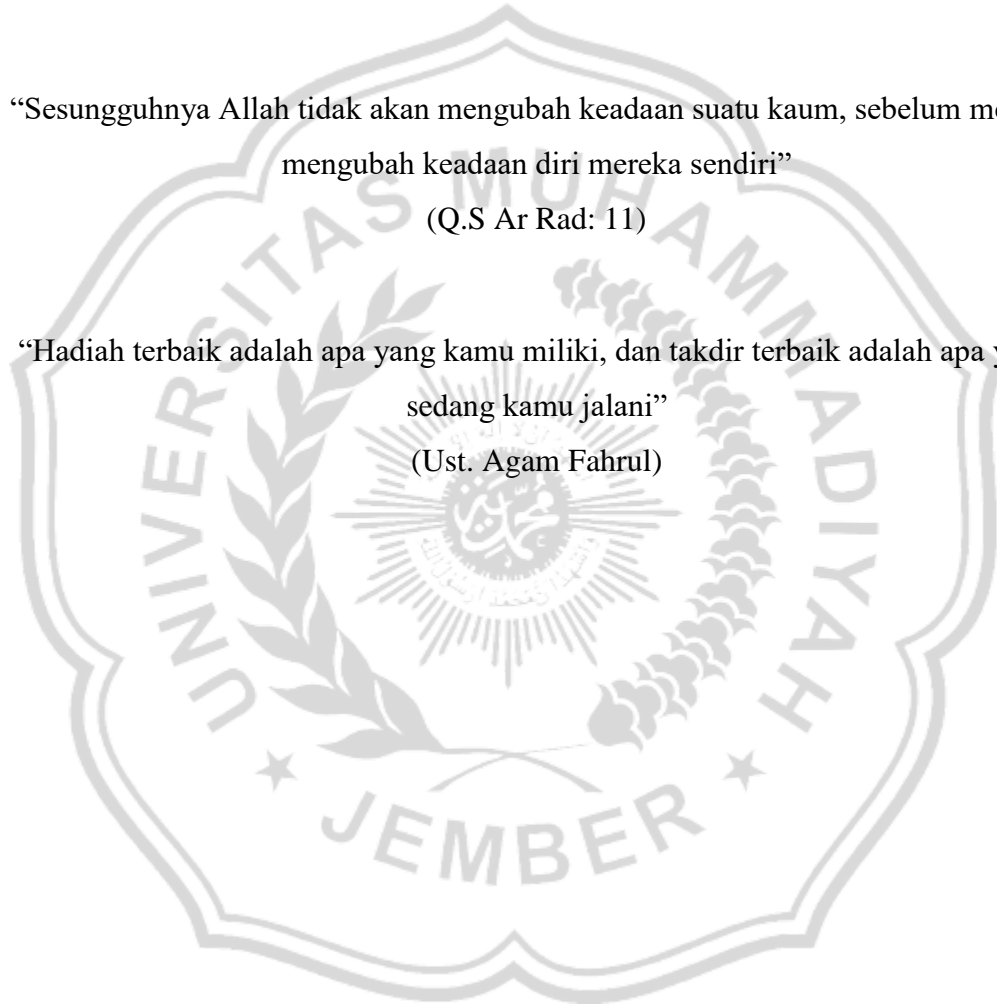 “Sesungguhnya Allah tidak akan mengubah keadaan suatu kaum, sebelum
mengubah keadaan diri mereka sendiri”
(Q.S Ar Rad: 11)
“Hadiah terbaik adalah apa yang kamu miliki, dan takdir terbaik adalah apa
sedang kamu jalani”
(Ust. Agam Fahrul)
UNIVERSITAS MUHAMMADIYAH
JEMBER